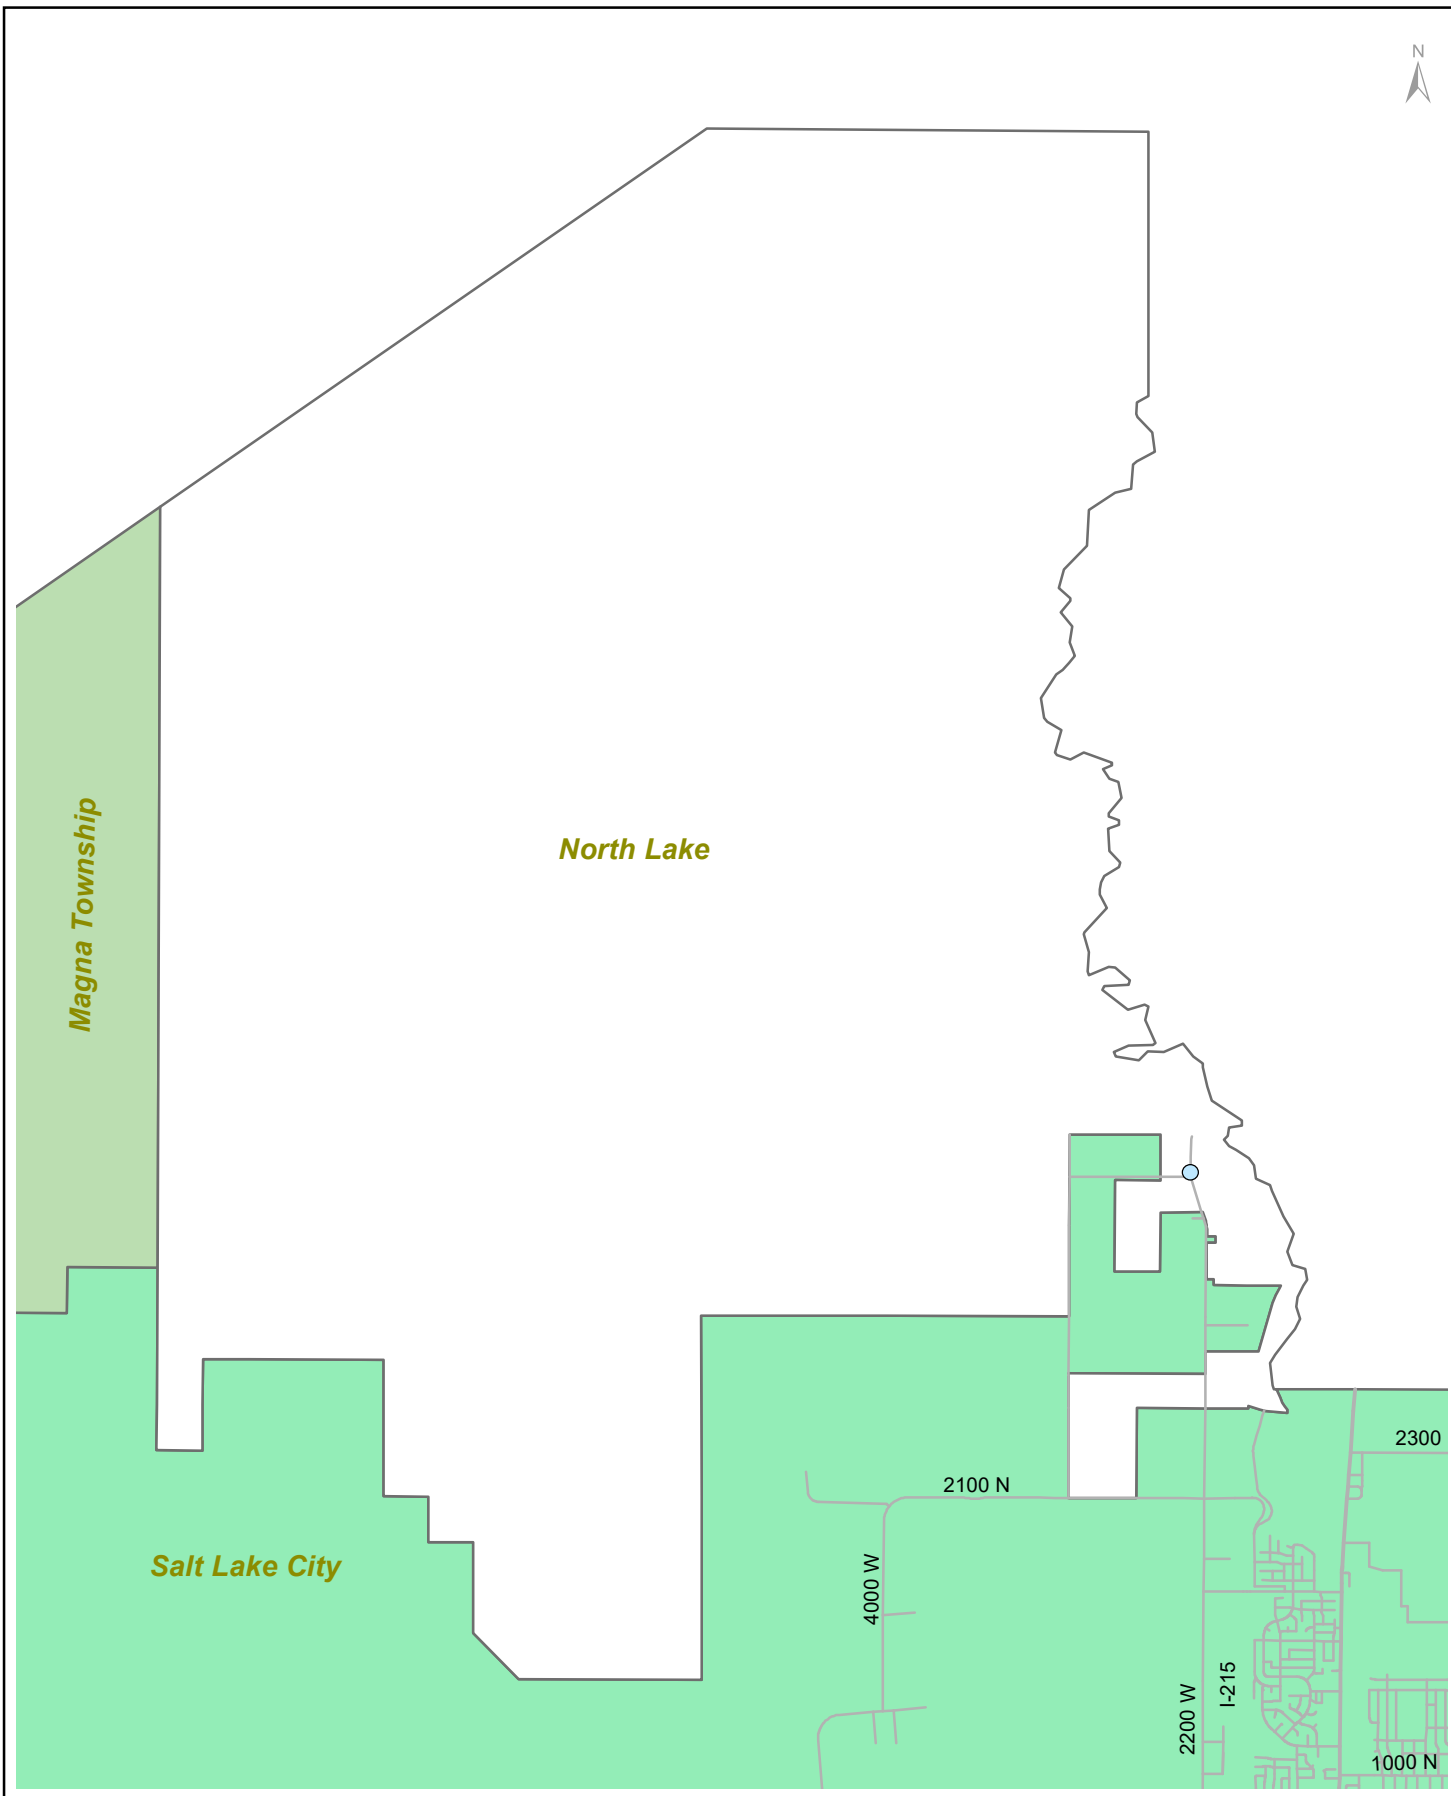 N
Magna Township
North Lake
2300
2100 N
Salt Lake City
4000 W
I-215
2200 W
1000 N